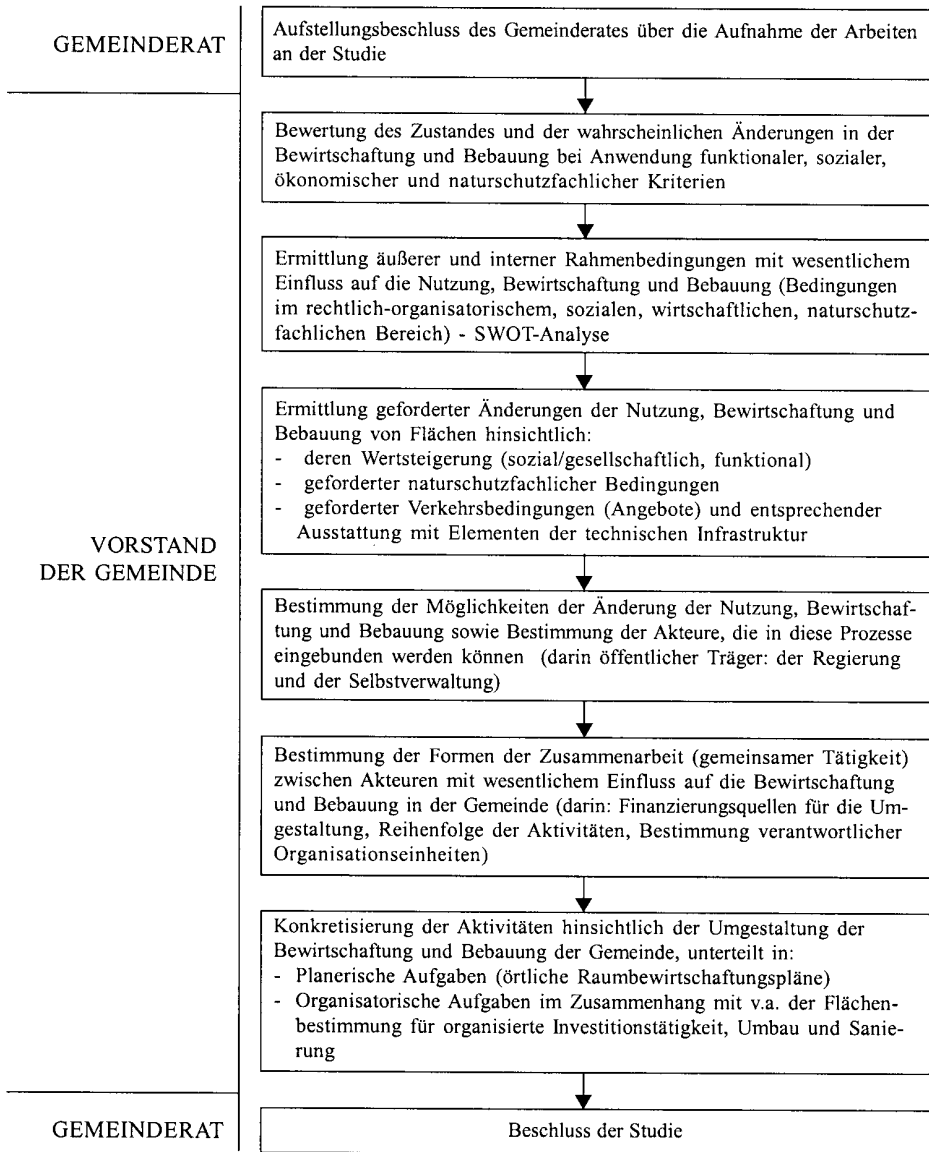 GEMEINDERAT
Aufstellungsbeschluss des Gemeinderates über die Aufnahme der Arbeiten
an der Studie
Bewertung des Zustandes und der wahrscheinlichen Änderungen in der
Bewirtschaftung und Bebauung bei Anwendung funktionaler, sozialer,
ökonomischer und naturschutzfachlicher Kriterien
Ermittlung äußerer und interner Rahmenbedingungen mit wesentlichem
Einfluss auf die Nutzung, Bewirtschaftung und Bebauung (Bedingungen
im rechtlich-organisatorischem, sozialen, wirtschaftlichen, naturschutz-
fachlichen Bereich) - SWOT-Analyse
Ermittlung geforderter Änderungen der Nutzung, Bewirtschaftung und
Bebauung von Flächen hinsichtlich:
- deren Wertsteigerung (sozial/gesellschaftlich, funktional)
- geforderter naturschutzfachlicher Bedingungen
- geforderter Verkehrsbedingungen (Angebote) und entsprechender
Ausstattung mit Elementen der technischen Infrastruktur
VORSTAND
DER GEMEINDE
Bestimmung der Möglichkeiten der Änderung der Nutzung, Bewirtschaf-
tung und Bebauung sowie Bestimmung der Akteure, die in diese Prozesse
eingebunden werden können (darin öffentlicher Träger: der Regierung
und der Selbstverwaltung)
Bestimmung der Formen der Zusammenarbeit (gemeinsamer Tätigkeit)
zwischen Akteuren mit wesentlichem Einfluss auf die Bewirtschaftung
und Bebauung in der Gemeinde (darin: Finanzierungsquellen für die Um-
gestaltung, Reihenfolge der Aktivitäten, Bestimmung verantwortlicher
Organisationseinheiten)
Konkretisierung der Aktivitäten hinsichtlich der Umgestaltung der
Bewirtschaftung und Bebauung der Gemeinde, unterteilt in:
- Planerische Aufgaben (örtliche Raumbewirtschaftungspläne)
- Organisatorische Aufgaben im Zusammenhang mit v.a. der Flächen-
bestimmung für organisierte Investitionstätigkeit, Umbau und Sanie-
rung
GEMEINDERAT
Beschluss der Studie